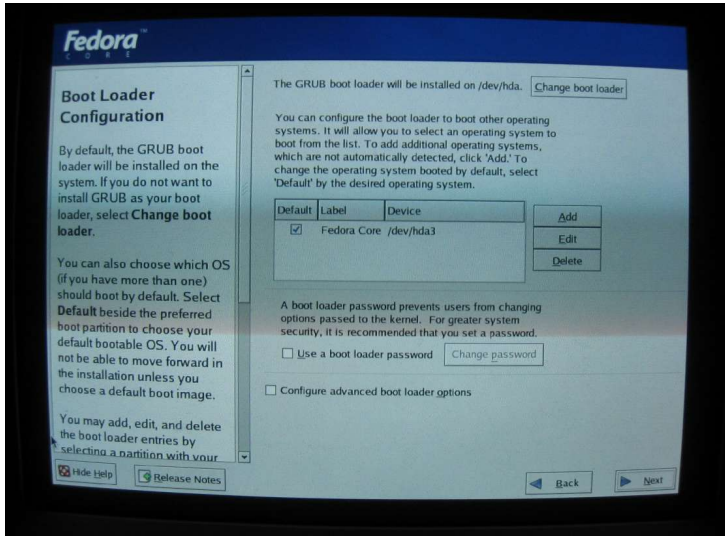 Fedora™
CORE
Boot Loader
Configuration
By default, the GRUB boot
loader will be installed on the
system. If you do not want to
install GRUB as your boot
loader, select Change boot
loader.
You can also choose which OS
(if you have more than one)
should boot by default. Select
Default beside the preferred
boot partition to choose your
default bootable OS. You will
not be able to move forward in
the installation unless you
choose a default boot image.
You may add, edit, and delete
the boot loader entries by
selecting a partition with your
The GRUB boot loader will be installed on /dev/hda. Change boot loader
You can configure the boot loader to boot other operating
systems. It will allow you to select an operating system to
boot from the list. To add additional operating systems,
which are not automatically detected, click 'Add.' To
change the operating system booted by default, select
'Default' by the desired operating system.
Default Label Device
Fedora Core /dev/hda3
Add
Edit
Delete
A boot loader password prevents users from changing
options passed to the kernel. For greater system
security, it is recommended that you set a password.
Use a boot loader password Change password
Configure advanced boot loader options
Hide Help Release Notes Back Next